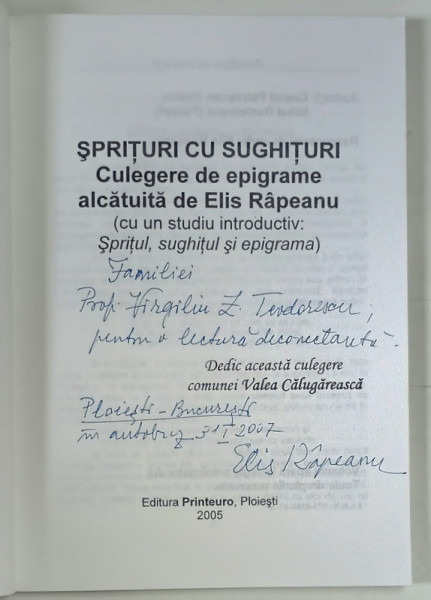 ŞPRIŢURI CU SUGHIŢURI
Culegere de epigrame
alcătuită de Elis Râpeanu
(cu un studiu introductiv:
Şpriţul, sughiţul şi epigrama)
Familiei
Prof. Virgiliu Z. Teodorescu,
pentru o lectură deconectantă.
Dedic această culegere
comunei Valea Călugărească
Ploieşti - Bucureşti
în autobuz 31 I 2007
Elis Râpeanu
Editura Printeuro, Ploieşti
2005